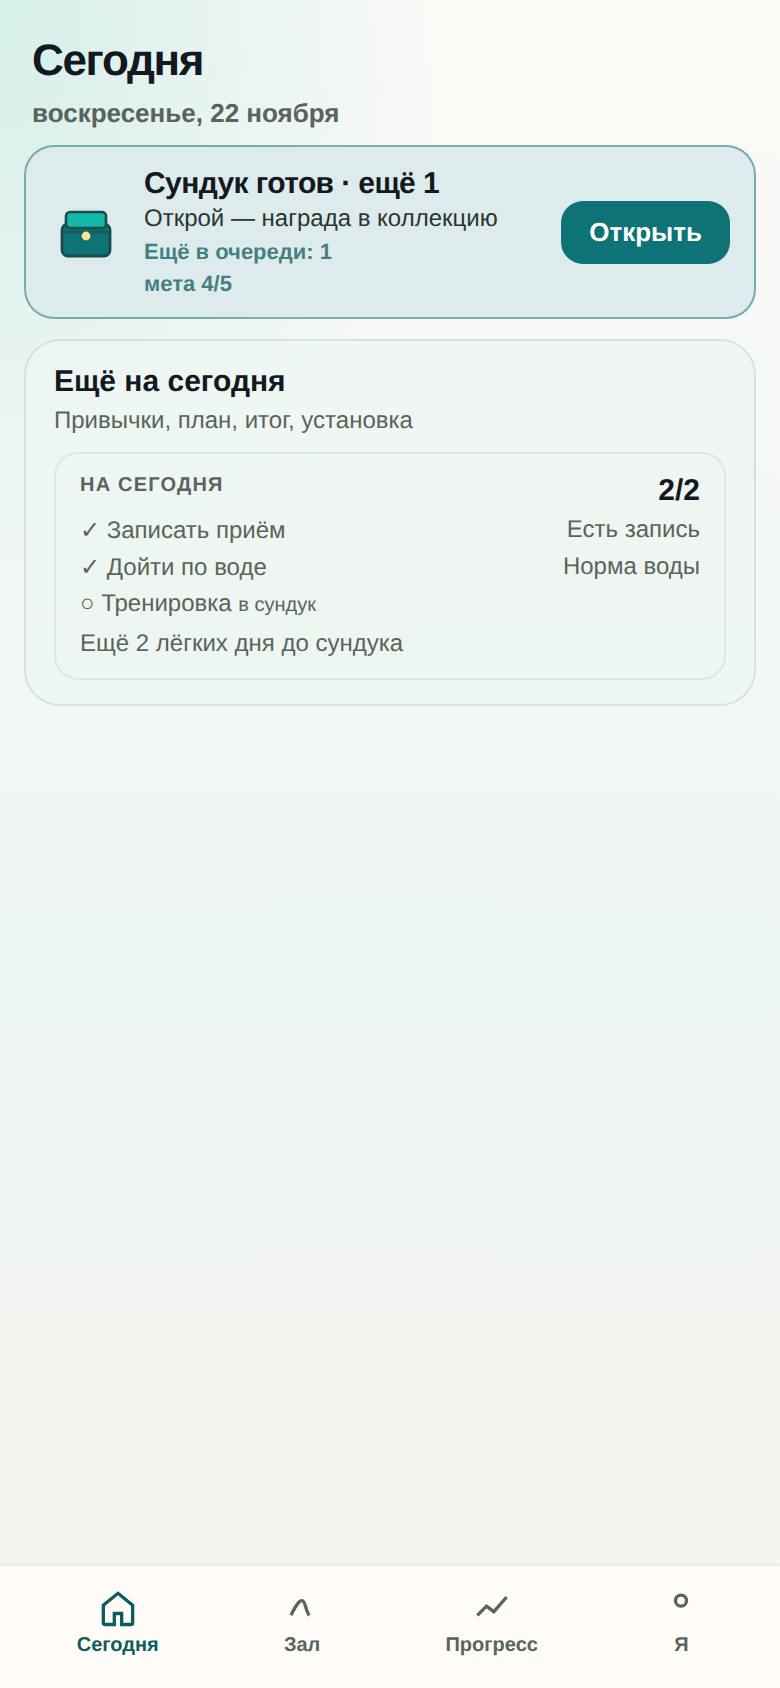 Сегодня
воскресенье, 22 ноября
Сундук готов · ещё 1
Открой — награда в коллекцию
Ещё в очереди: 1
мета 4/5
Открыть
Ещё на сегодня
Привычки, план, итог, установка
НА СЕГОДНЯ 2/2
✓ Записать приём Есть запись
✓ Дойти по воде Норма воды
○ Тренировка в сундук
Ещё 2 лёгких дня до сундука
Сегодня Зал Прогресс Я